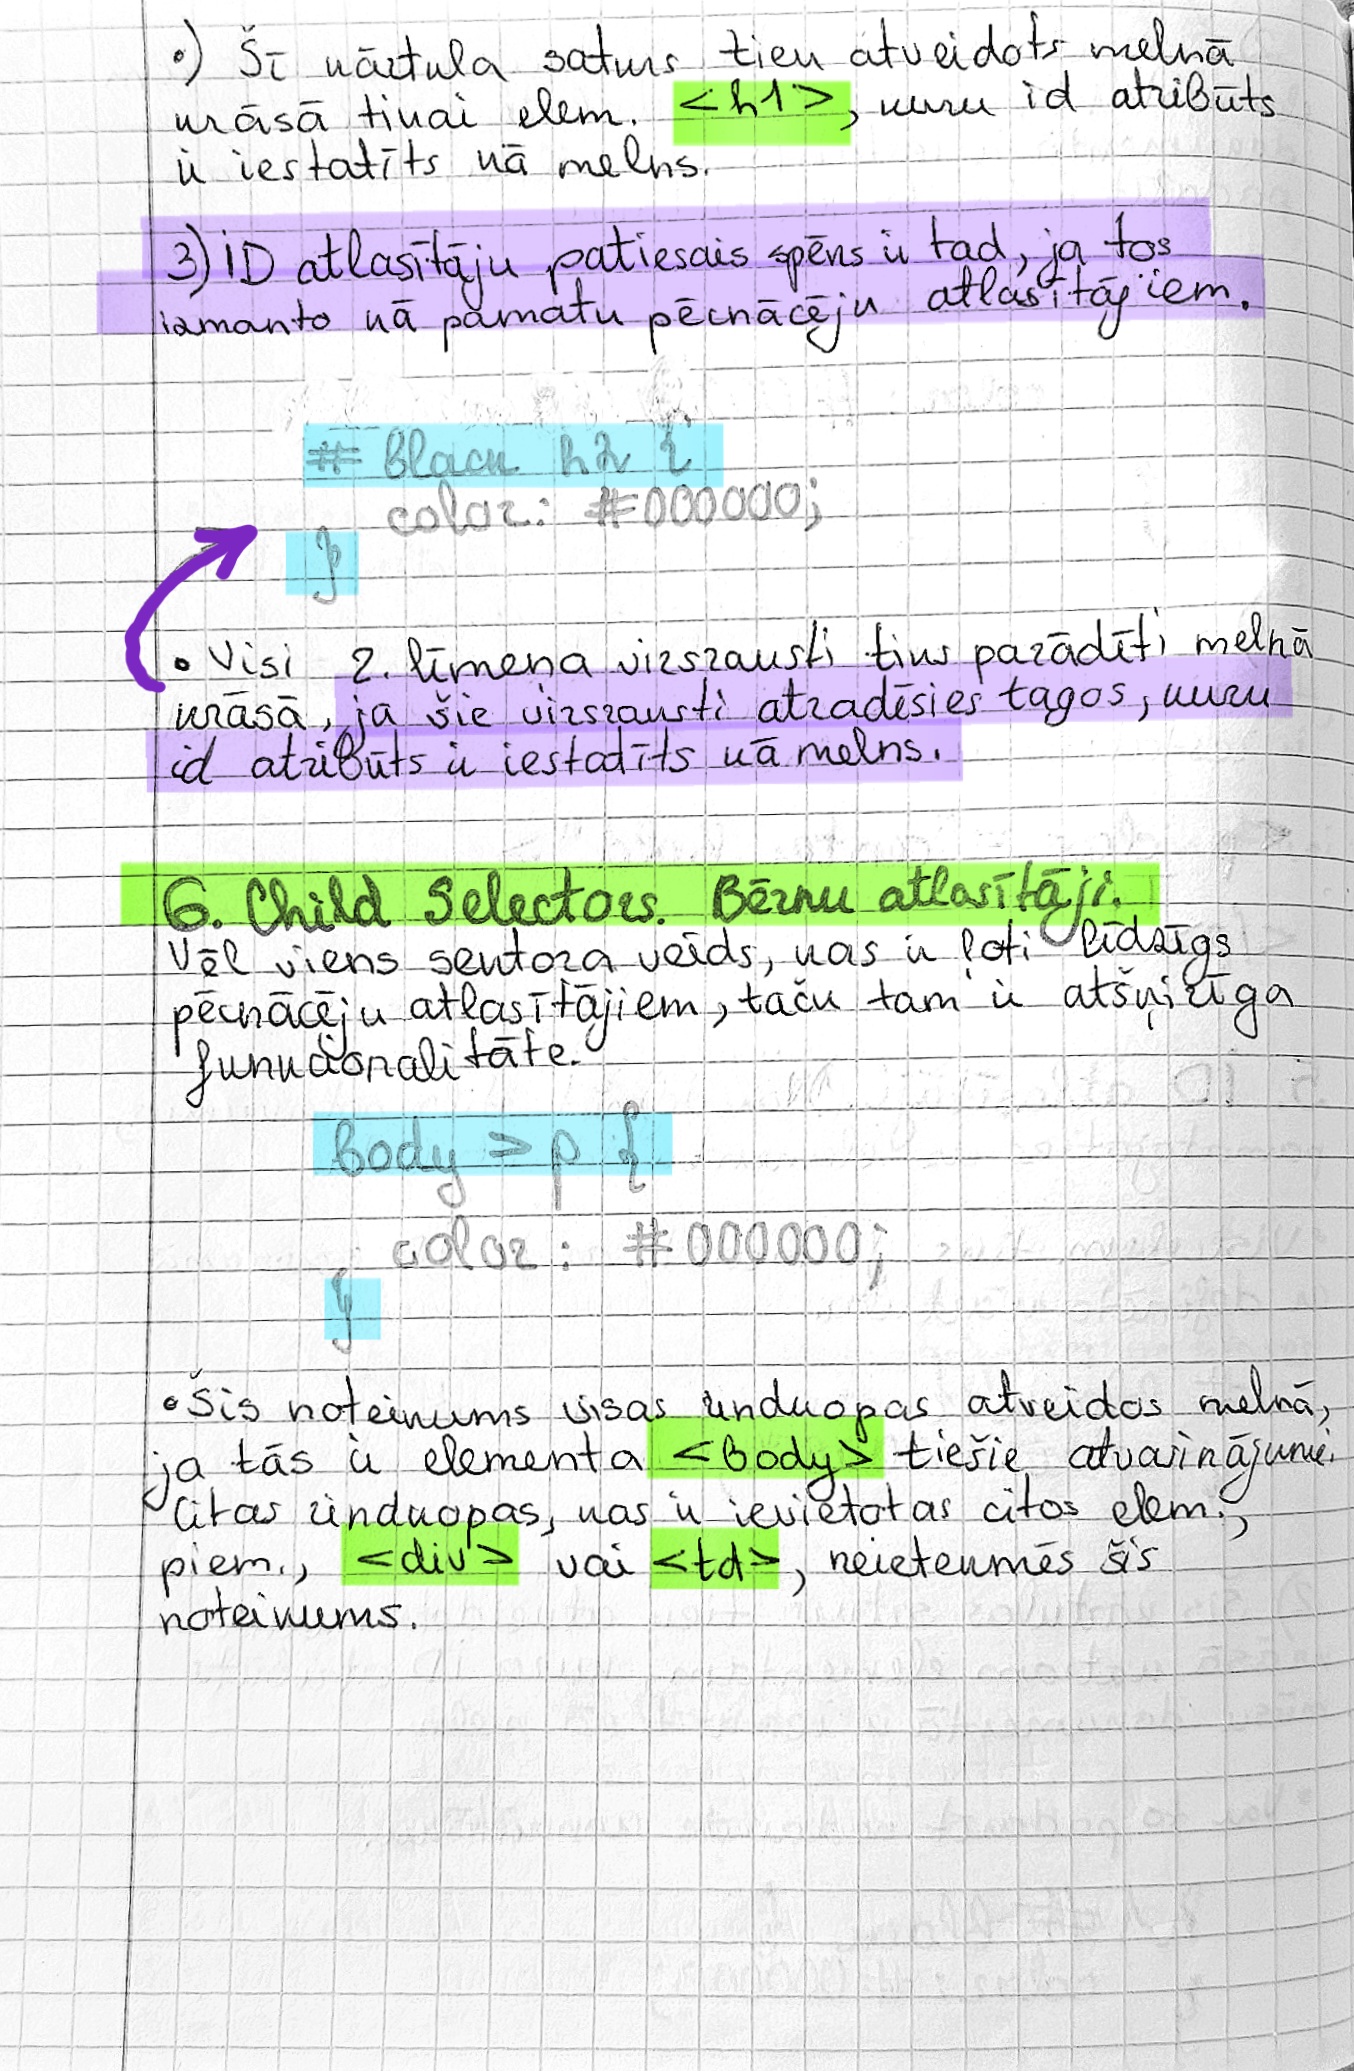 •) Šī kārtula saturs tiek atveidots melnā
krāsā tikai elem. <h1>, kuru id atribūts
ir iestatīts kā melns.
3) ID atlasītāju patiesais spēks ir tad, ja tos
izmanto kā pamatu pēcnācēju atlasītājiem.
# Black h2 {
color: #000000;
}
• Visi 2. līmeņa virsraksti tiks parādīti melnā
krāsā, ja šie virsraksti atradīsies tagos, kuru
id atribūts ir iestatīts kā melns.
6. Child Selectors. Bērnu atlasītāji.
Vēl viens sektora veids, kas ir ļoti līdzīgs
pēcnācēju atlasītājiem, taču tam ir atšķirīga
funkcionalitāte.
body > p {
color: #000000;
}
• Šis noteikums visas rindkopas atveidos melnā,
ja tās ir elementa <body> tiešie atvasinājumi.
Citas rindkopas, kas ir ievietotas citos elem.,
piem., <div> vai <td>, neietekmēs šis
noteikums.